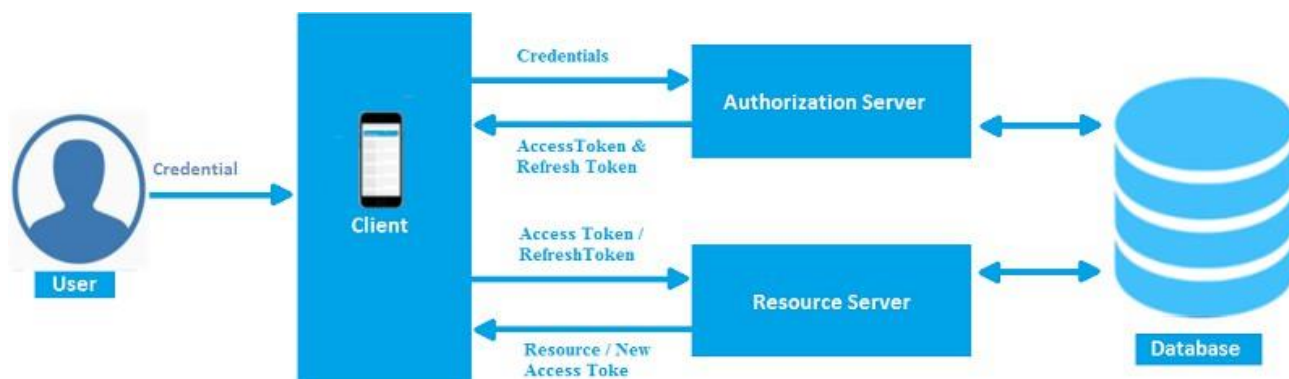 Credential
User
Client
Credentials
AccessToken &
Refresh Token
Access Token /
RefreshToken
Resource / New
Access Toke
Authorization Server
Resource Server
Database